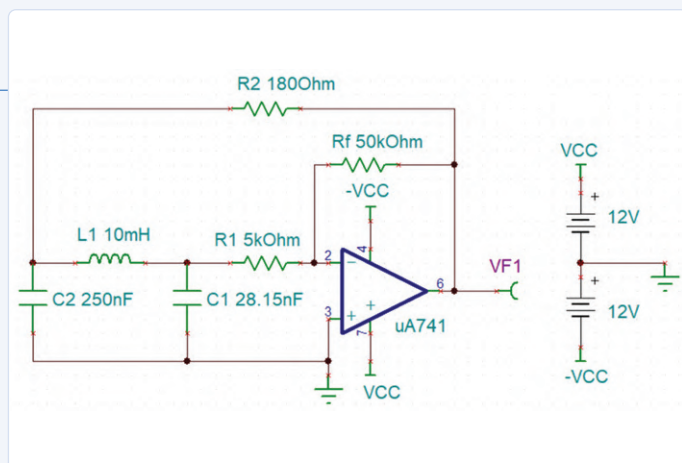 R2 180Ohm
Rf 50kOhm
-VCC
VCC
+
12V
L1 10mH
R1 5kOhm
2
4
6
VF1
C2 250nF
C1 28.15nF
3
+
+
7
uA741
+
12V
VCC
-VCC